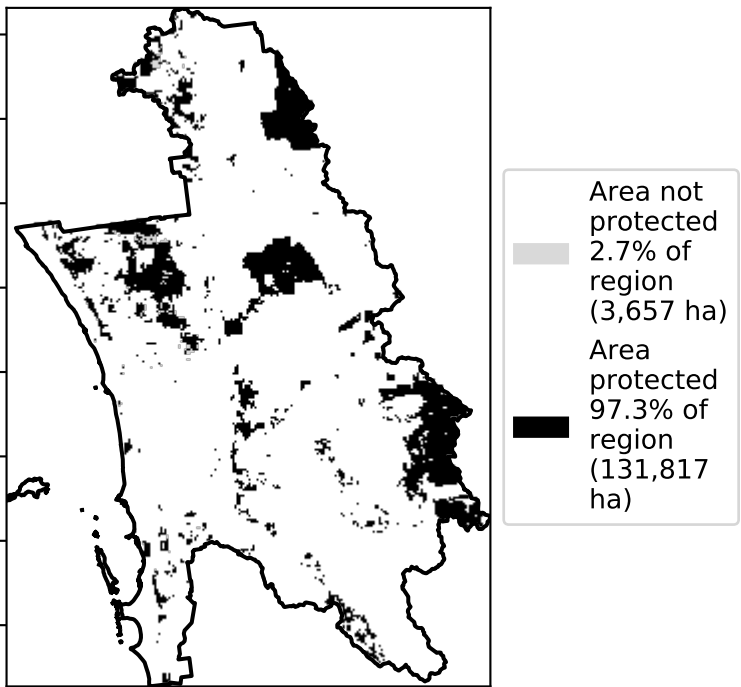 Area not
protected
2.7% of
region
(3,657 ha)
Area
protected
97.3% of
region
(131,817
ha)